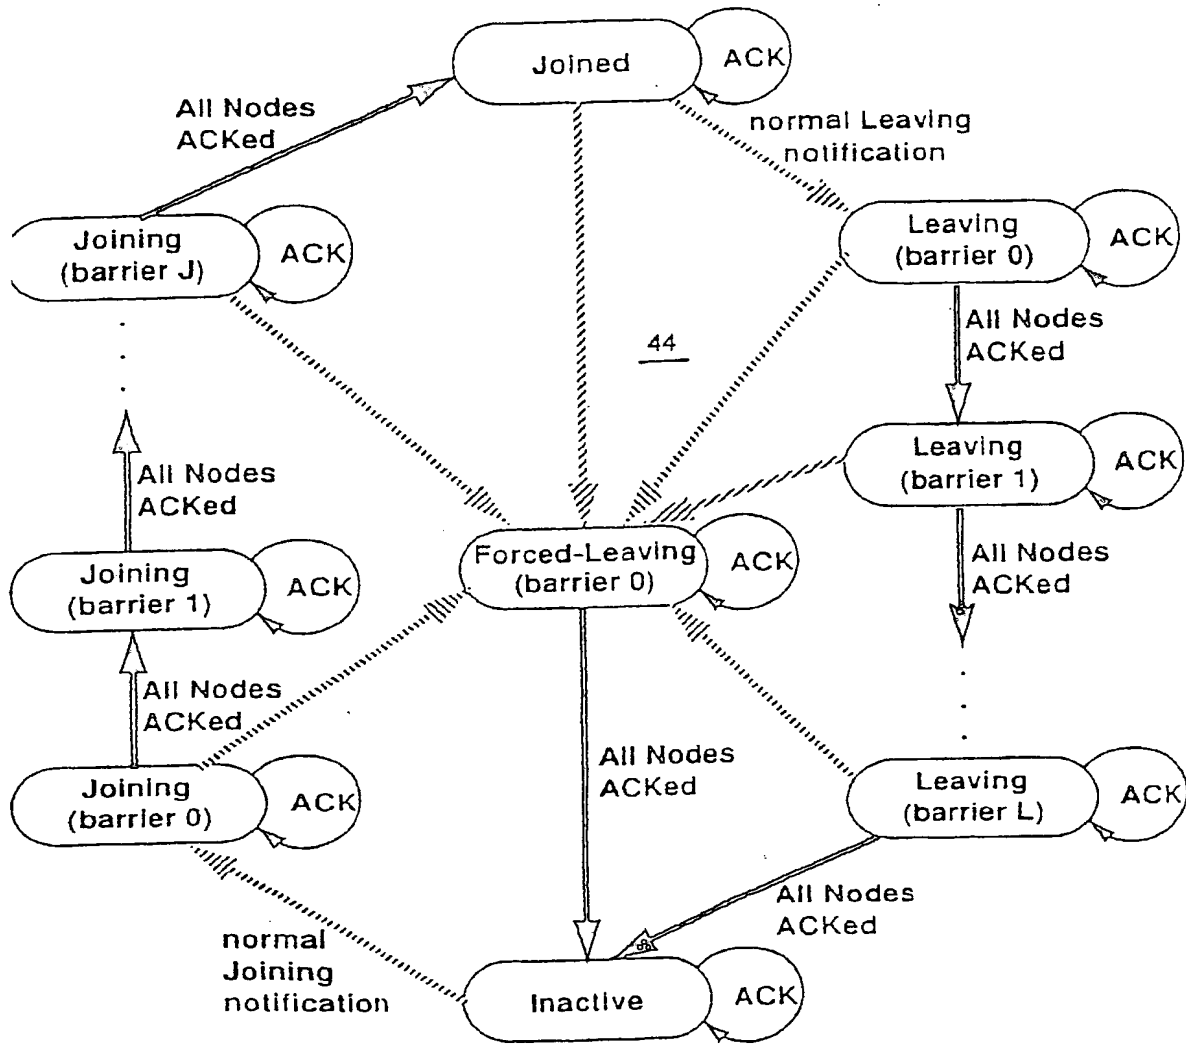 Joined
ACK
All Nodes
ACKed
normal Leaving
notification
Joining
(barrier J)
ACK
Leaving
(barrier 0)
ACK
44
All Nodes
ACKed
Leaving
(barrier 1)
ACK
All Nodes
ACKed
Forced-Leaving
(barrier 0)
ACK
Joining
(barrier 1)
ACK
All Nodes
ACKed
All Nodes
ACKed
All Nodes
ACKed
Joining
(barrier 0)
ACK
Leaving
(barrier L)
ACK
All Nodes
ACKed
normal
Joining
notification
Inactive
ACK